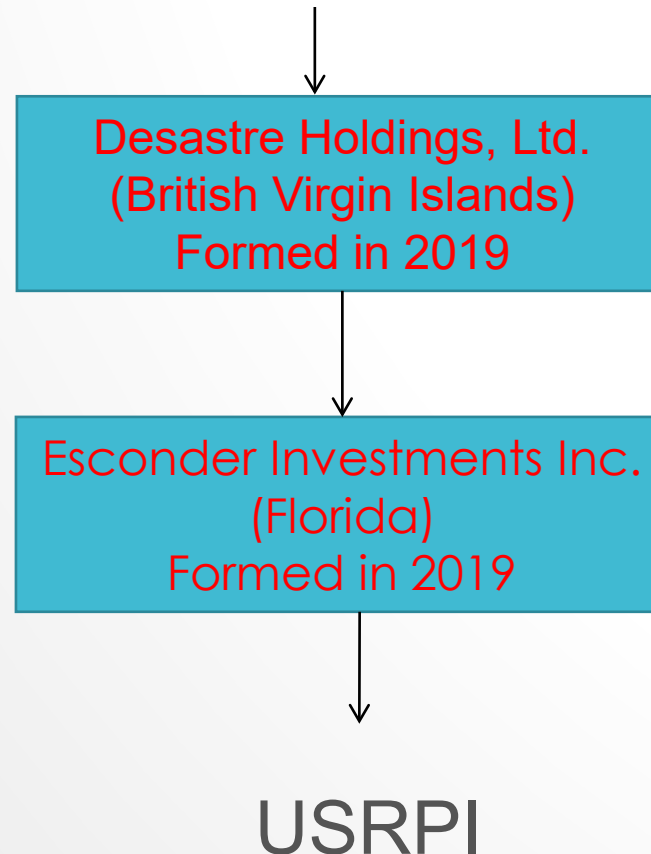 Desastre Holdings, Ltd.
(British Virgin Islands)
Formed in 2019
Esconder Investments Inc.
(Florida)
Formed in 2019
USRPI